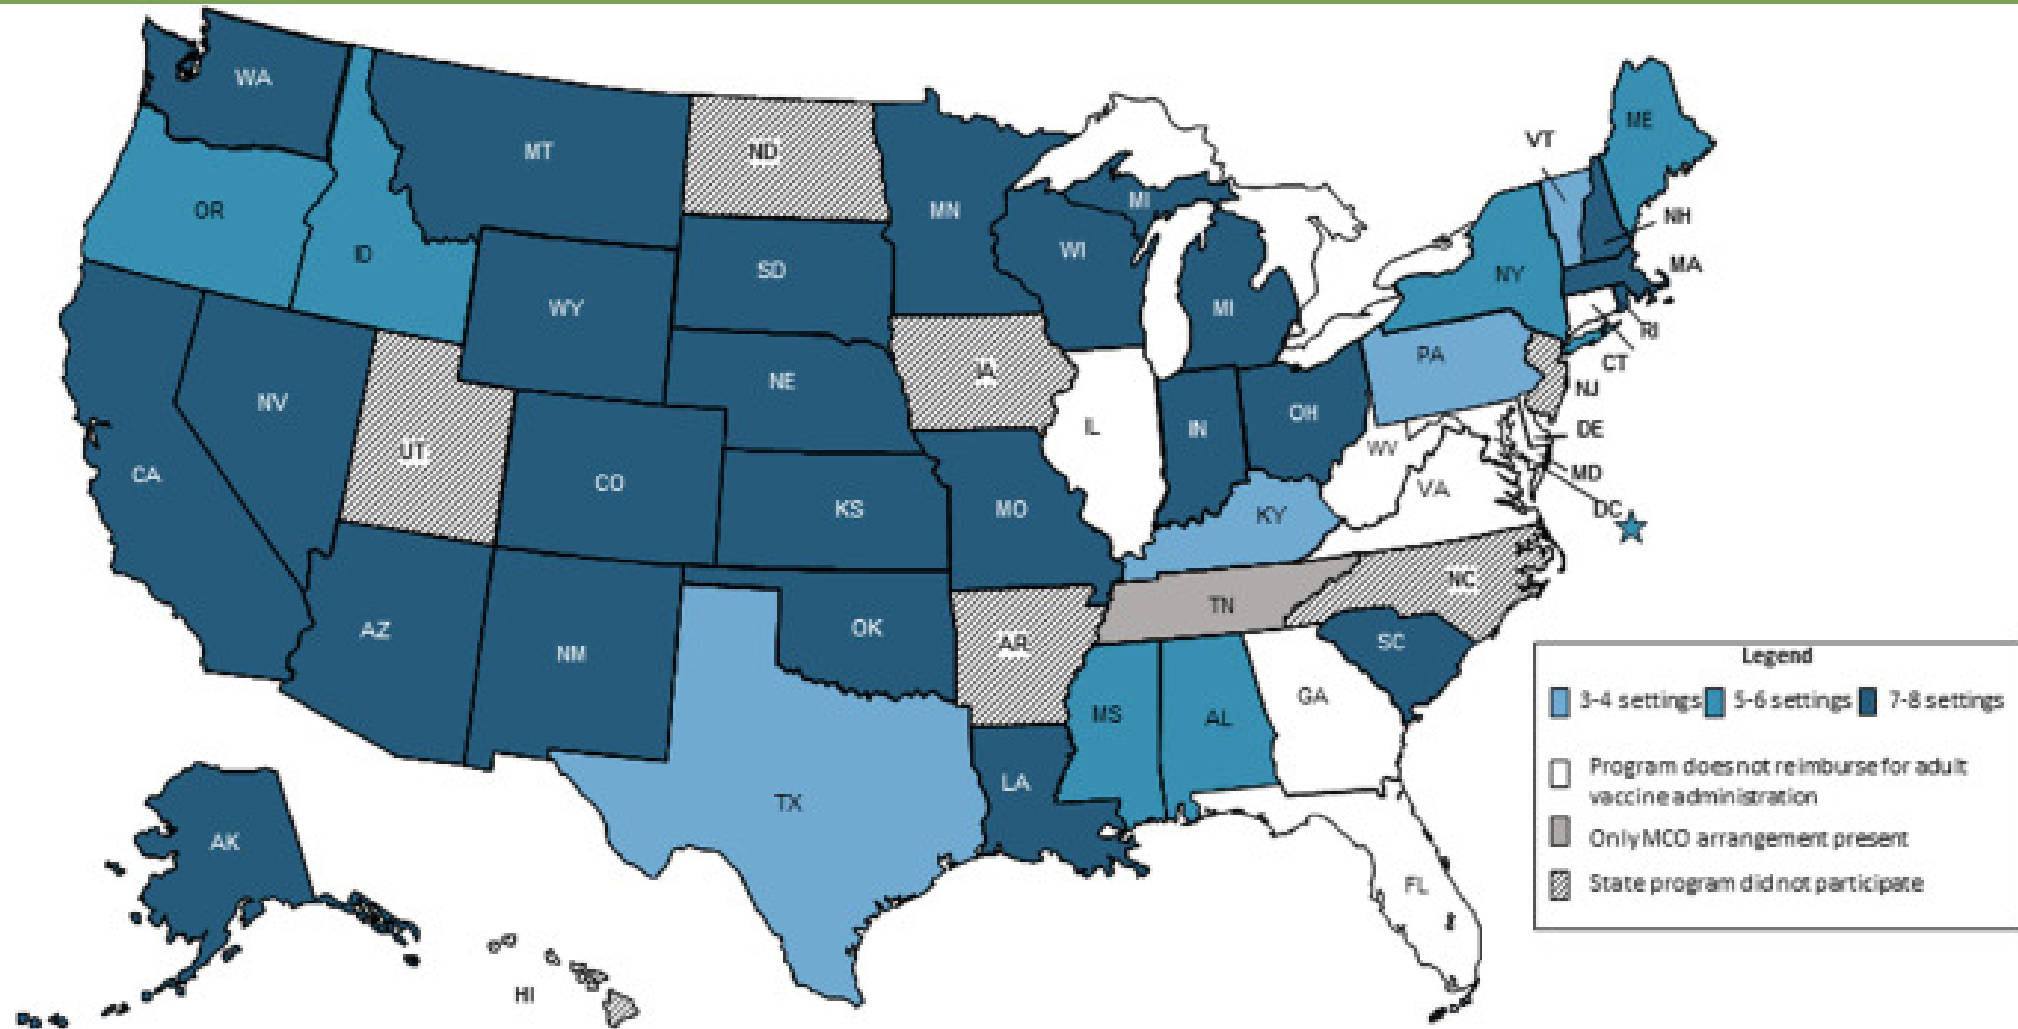 WA
MT
ND
MN
VT
ME
OR
ID
SD
WI
MI
NH
NY
MA
WY
MI
RI
IA
PA
CT
NE
NJ
NV
IL
IN
OH
DE
UT
WV
MD
CA
CO
KS
MO
VA
KY
DC
NC
TN
AZ
OK
AR
SC
NM
MS
AL
GA
TX
LA
AK
FL
HI
Legend
3-4 settings 5-6 settings 7-8 settings
Program does not reimburse for adult
vaccine administration
Only MCO arrangement present
State program did not participate